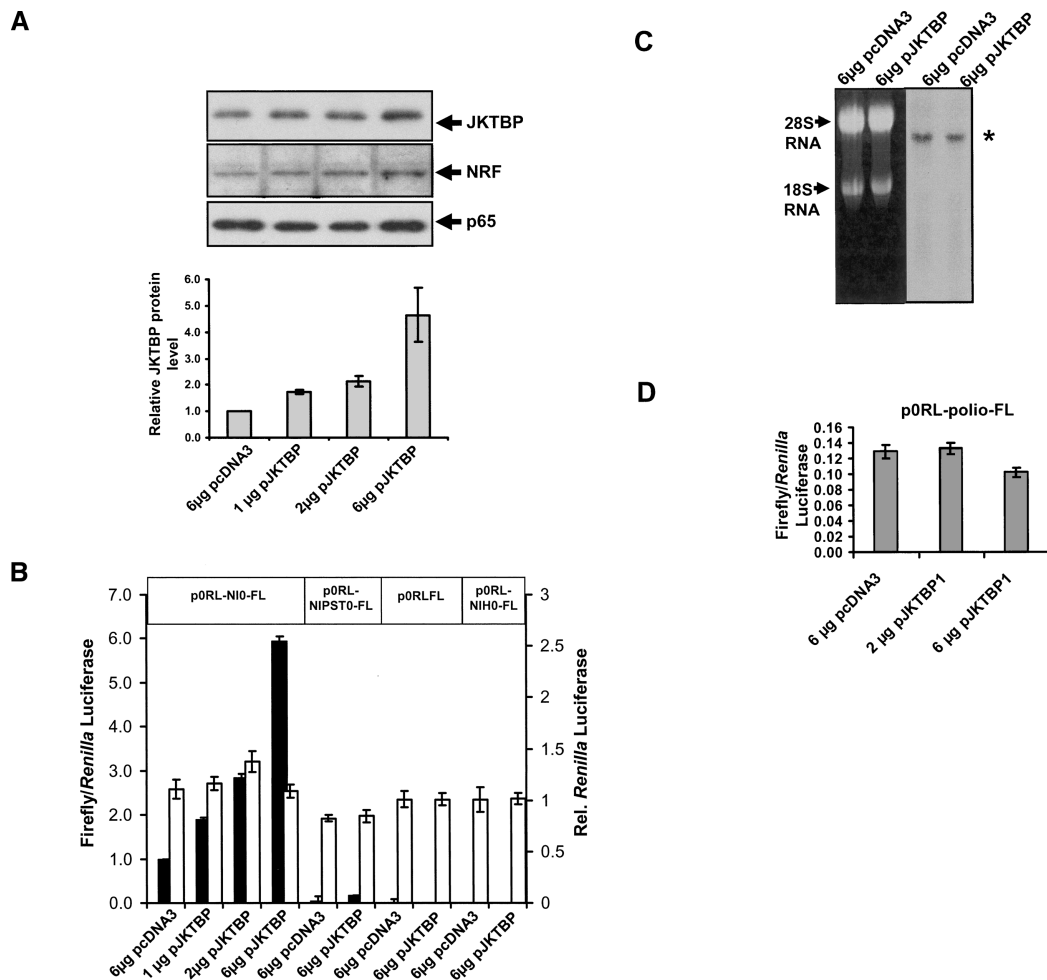 A
JKTBP
NRF
p65
Relative JKTBP protein
level
6.0
5.0
4.0
3.0
2.0
1.0
0.0
6µg pcDNA3
1 µg pJKTBP
2µg pJKTBP
6µg pJKTBP
B
p0RL-NI0-FL
p0RL-
NIPST0-FL
p0RLFL
p0RL-
NIH0-FL
Firefly/Renilla Luciferase
7.0
6.0
5.0
4.0
3.0
2.0
1.0
0.0
3
2.5
2
1.5
1
0.5
0
Rel. Renilla Luciferase
6µg pcDNA3
1 µg pJKTBP
2µg pJKTBP
6µg pJKTBP
6µg pcDNA3
6µg pJKTBP
6µg pcDNA3
6µg pJKTBP
6µg pcDNA3
6µg pJKTBP
C
6µg pcDNA3
6µg pJKTBP
6µg pcDNA3
6µg pJKTBP
28S
RNA
18S
RNA
*
D
p0RL-polio-FL
Firefly/Renilla
Luciferase
0.16
0.14
0.12
0.10
0.08
0.06
0.04
0.02
0.00
6 µg pcDNA3
2 µg pJKTBP1
6 µg pJKTBP1